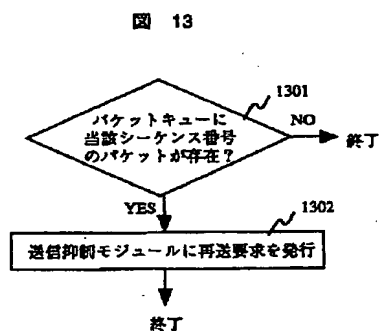 図 13
1301
パケットキューに
当該シーケンス番号
のパケットが存在?
NO
終了
YES
1302
送信抑制モジュールに再送要求を発行
終了